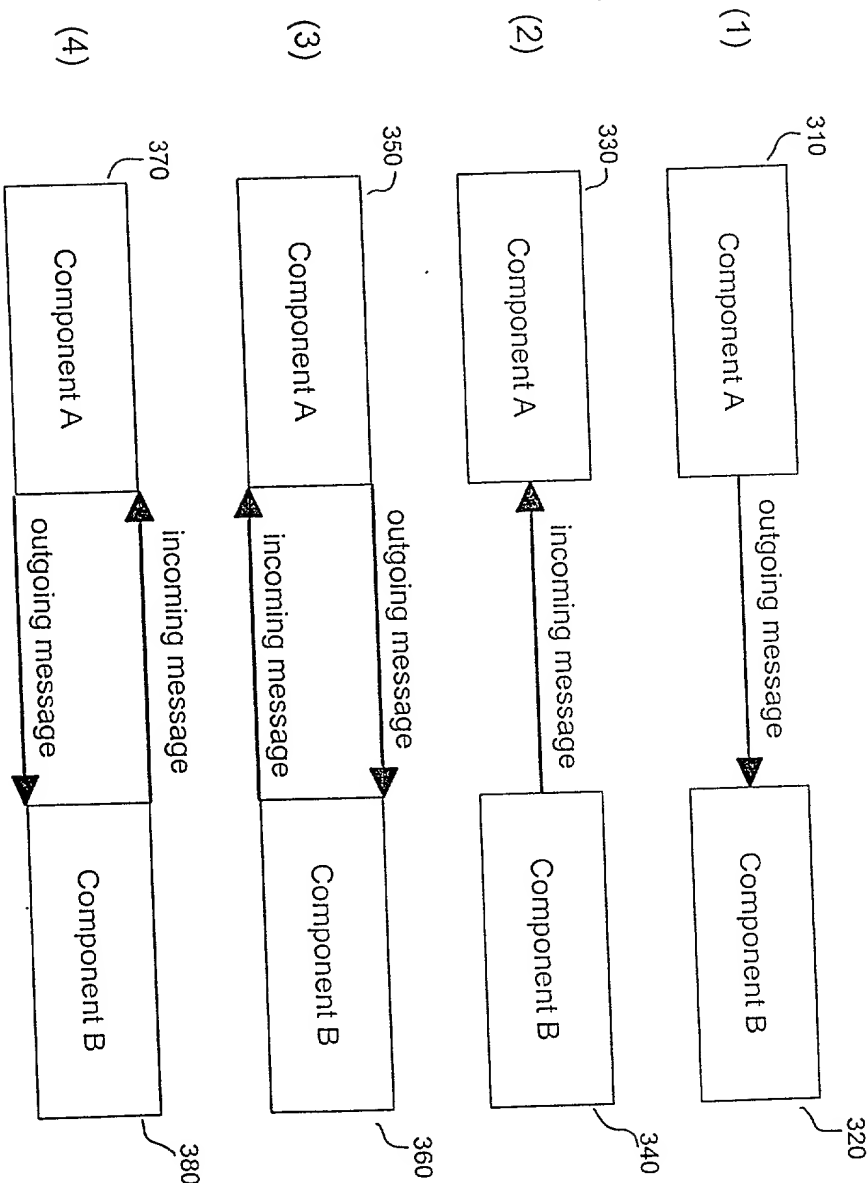 (1)
310
Component A
outgoing message
Component B
320
(2)
330
Component A
incoming message
Component B
340
(3)
350
Component A
outgoing message
incoming message
Component B
360
(4)
370
Component A
incoming message
outgoing message
Component B
380